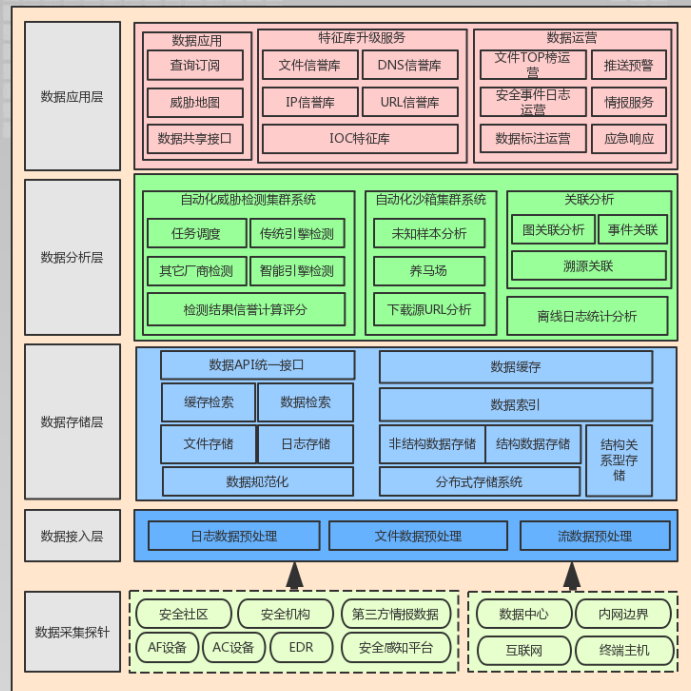 数据应用层
数据应用
查询订阅
威胁地图
数据共享接口
特征库升级服务
文件信誉库
DNS信誉库
IP信誉库
URL信誉库
IOC特征库
数据运营
文件TOP榜运
营
推送预警
安全事件日志
运营
情报服务
数据标注运营
应急响应
数据分析层
自动化威胁检测集群系统
任务调度
传统引擎检测
其它厂商检测
智能引擎检测
检测结果信誉计算评分
自动化沙箱集群系统
未知样本分析
养马场
下载源URL分析
关联分析
图关联分析
事件关联
溯源关联
离线日志统计分析
数据存储层
数据API统一接口
缓存检索
数据检索
文件存储
日志存储
数据规范化
数据缓存
数据索引
非结构数据存储
结构数据存储
结构关
系型存
储
分布式存储系统
数据接入层
日志数据预处理
文件数据预处理
流数据预处理
数据采集探针
安全社区
安全机构
第三方情报数据
AF设备
AC设备
EDR
安全感知平台
数据中心
内网边界
互联网
终端主机